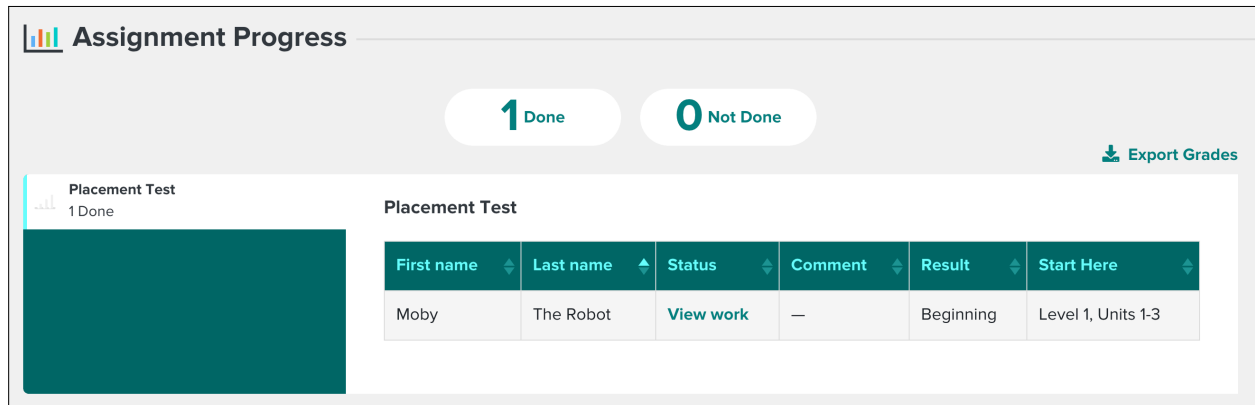 Assignment Progress
1 Done
0 Not Done
Export Grades
Placement Test
1 Done
Placement Test
First name Last name Status Comment Result Start Here
Moby The Robot View work — Beginning Level 1, Units 1-3